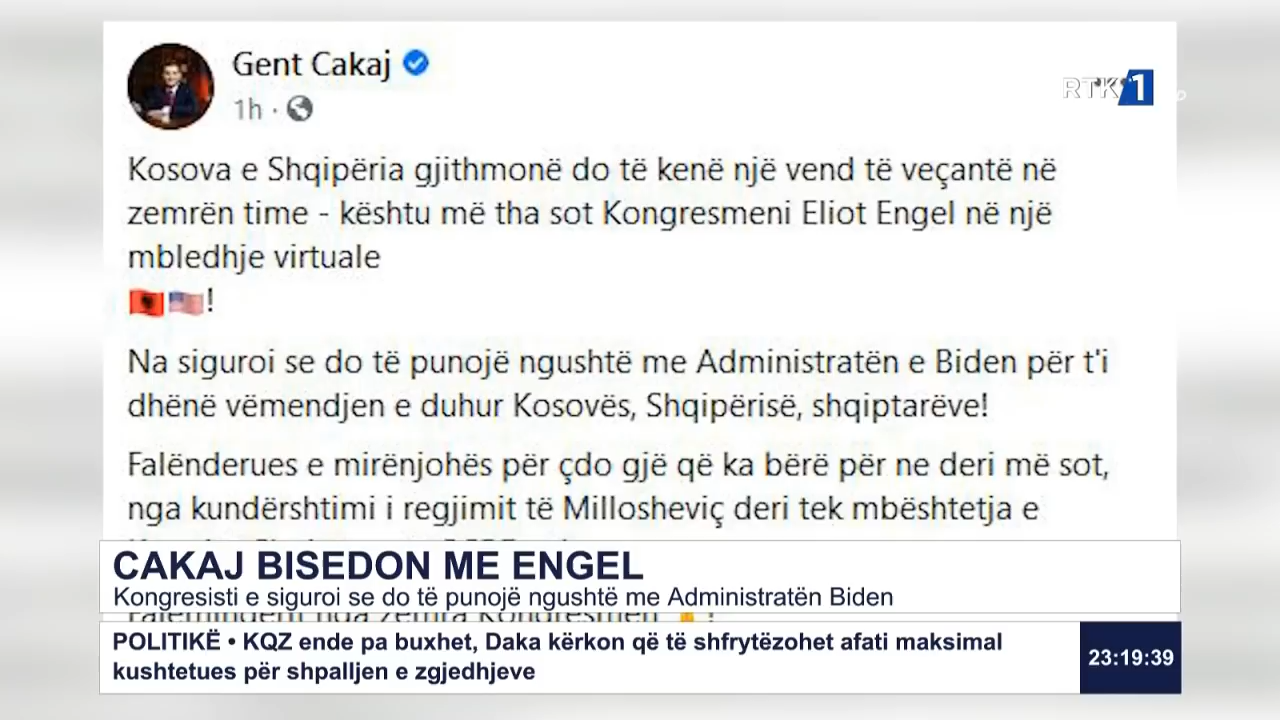 Gent Cakaj
1h
RTK 1
Kosova e Shqipëria gjithmonë do të kenë një vend të veçantë në
zemrën time - kështu më tha sot Kongresmeni Eliot Engel në një
mbledhje virtuale
!
Na siguroi se do të punojë ngushtë me Administratën e Biden për t'i
dhënë vëmendjen e duhur Kosovës, Shqipërisë, shqiptarëve!
Falënderues e mirënjohës për çdo gjë që ka bërë për ne deri më sot,
nga kundërshtimi i regjimit të Millosheviç deri tek mbështetja e
CAKAJ BISEDON ME ENGEL
Kongresisti e siguroi se do të punojë ngushtë me Administratën Biden
POLITIKË • KQZ ende pa buxhet, Daka kërkon që të shfrytëzohet afati maksimal
kushtetues për shpalljen e zgjedhjeve
23:19:39